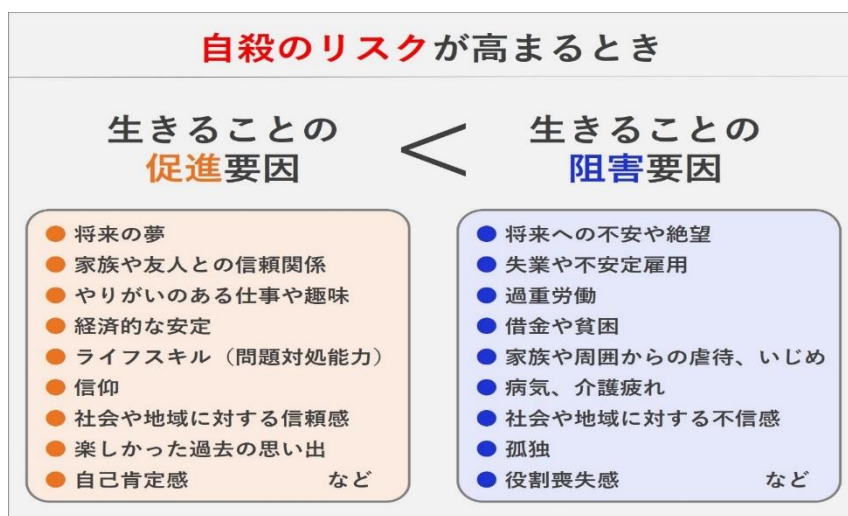 自殺のリスクが高まるとき
生きることの
促進要因
<
生きることの
阻害要因
● 将来の夢
● 家族や友人との信頼関係
● やりがいのある仕事や趣味
● 経済的な安定
● ライフスキル（問題対処能力）
● 信仰
● 社会や地域に対する信頼感
● 楽しかった過去の思い出
● 自己肯定感 など
● 将来への不安や絶望
● 失業や不安定雇用
● 過重労働
● 借金や貧困
● 家族や周囲からの虐待、いじめ
● 病気、介護疲れ
● 社会や地域に対する不信感
● 孤独
● 役割喪失感 など